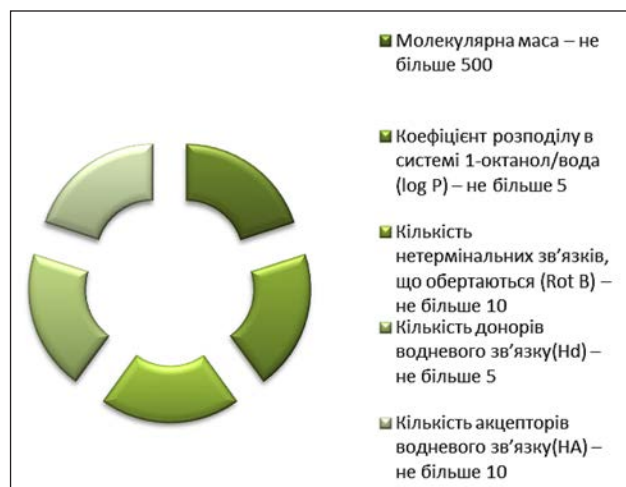 Молекулярна маса – не
більше 500
Коефіцієнт розподілу в
системі 1-октанол/вода
(log P) – не більше 5
Кількість
нетермінальних зв’язків,
що обертаються (Rot B) –
не більше 10
Кількість донорів
водневого зв’язку(Hd) –
не більше 5
Кількість акцепторів
водневого зв’язку(HA) –
не більше 10